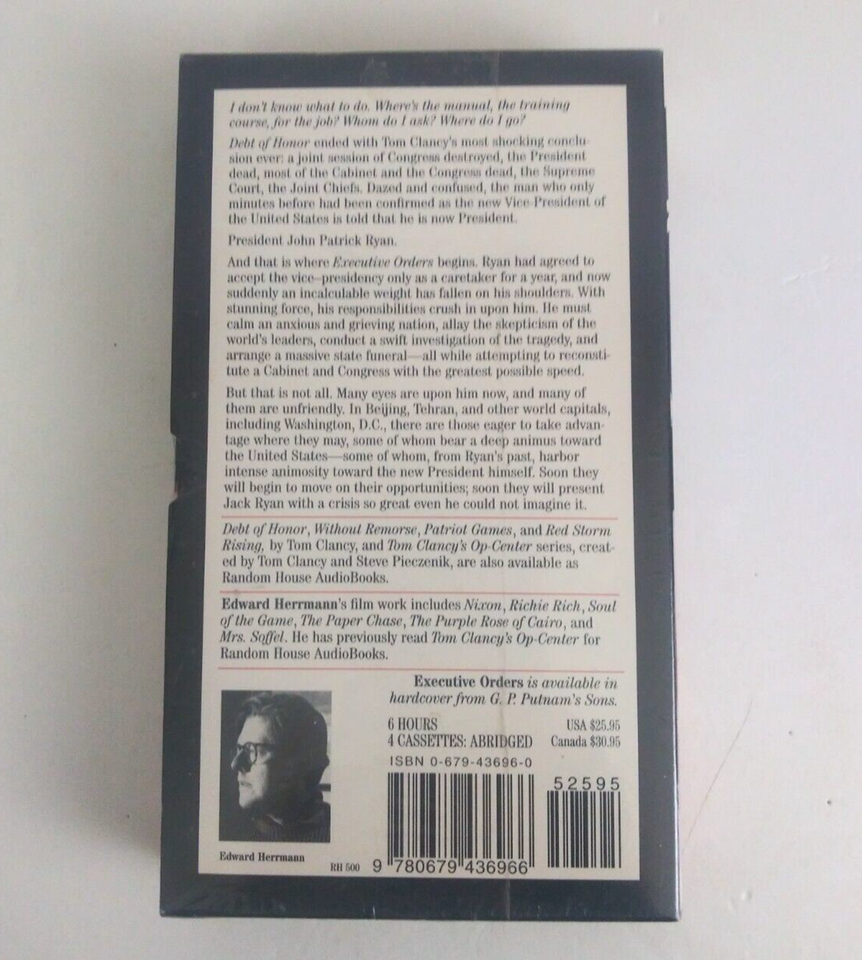 I don't know what to do. Where's the manual, the training
course, for the job? Whom do I ask? Where do I go?
Debt of Honor ended with Tom Clancy's most shocking conclu-
sion ever: a joint session of Congress destroyed, the President
dead, most of the Cabinet and the Congress dead, the Supreme
Court, the Joint Chiefs. Dazed and confused, the man who only
minutes before had been confirmed as the new Vice-President of
the United States is told that he is now President.
President John Patrick Ryan.
And that is where Executive Orders begins. Ryan had agreed to
accept the vice-presidency only as a caretaker for a year, and now
suddenly an incalculable weight has fallen on his shoulders. With
stunning force, his responsibilities crush in upon him. He must
calm an anxious and grieving nation, allay the skepticism of the
world's leaders, conduct a swift investigation of the tragedy, and
arrange a massive state funeral—all while attempting to reconsti-
tute a Cabinet and Congress with the greatest possible speed.
But that is not all. Many eyes are upon him now, and many of
them are unfriendly. In Beijing, Tehran, and other world capitals,
including Washington, D.C., there are those eager to take advan-
tage where they may, some of whom bear a deep animus toward
the United States—some of whom, from Ryan's past, harbor
intense animosity toward the new President himself. Soon they
will begin to move on their opportunities; soon they will present
Jack Ryan with a crisis so great even he could not imagine it.
Debt of Honor, Without Remorse, Patriot Games, and Red Storm
Rising, by Tom Clancy, and Tom Clancy's Op-Center series, creat-
ed by Tom Clancy and Steve Pieczenik, are also available as
Random House AudioBooks.
Edward Herrmann's film work includes Nixon, Richie Rich, Soul
of the Game, The Paper Chase, The Purple Rose of Cairo, and
Mrs. Soffel. He has previously read Tom Clancy's Op-Center for
Random House AudioBooks.
Executive Orders is available in
hardcover from G. P. Putnam's Sons.
6 HOURS USA $25.95
4 CASSETTES: ABRIDGED Canada $30.95
ISBN 0-679-43696-0
52595
Edward Herrmann
RH 500
9 780679 436966